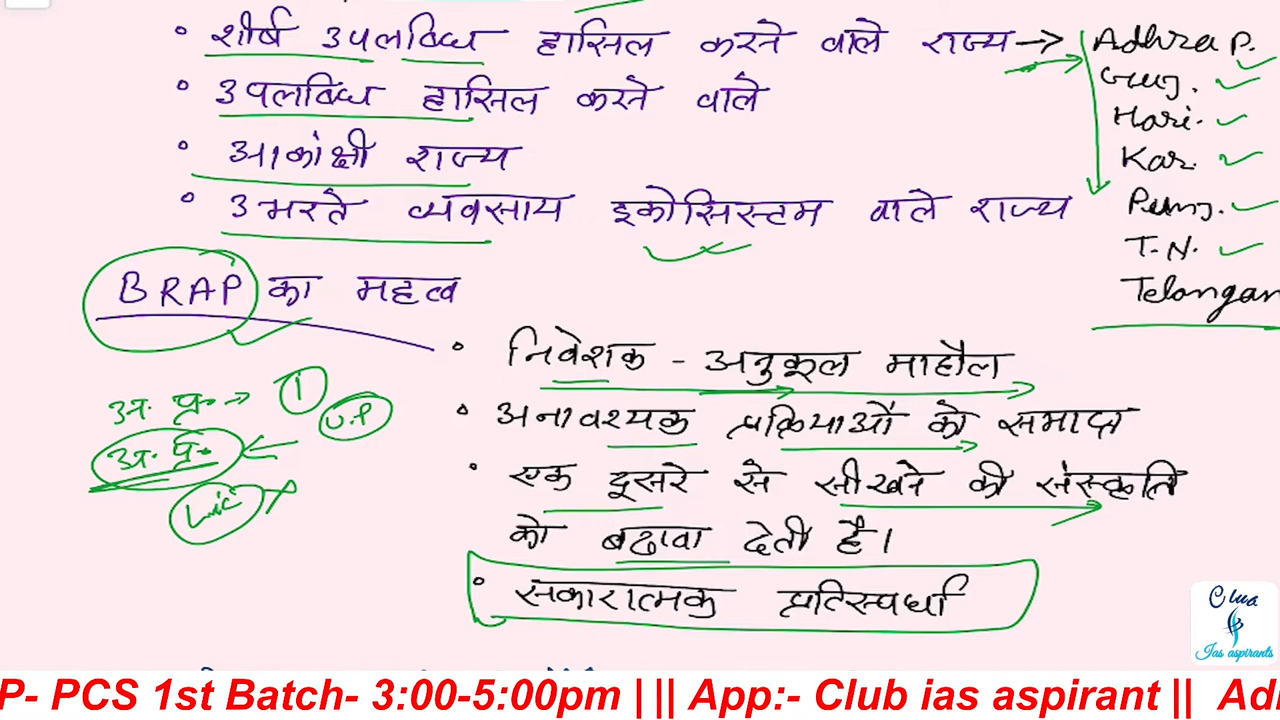 • शीर्ष उपलब्धि हासिल करने वाले राज्य → Adhra P.
Guj.
Hari.
Kar.
Punj.
T.N.
Telangan
• उपलब्धि हासिल करने वाले
• आकांक्षी राज्य
• उभरते व्यवसाय इकोसिस्टम वाले राज्य
BRAP का महत्व
• निवेशक - अनुकूल माहौल
• अनावश्यक प्रक्रियाओं को समाप्त
• एक दूसरे से सीखने की संस्कृति
को बढावा देती है।
• सकारात्मक प्रतिस्पर्धा
उ. प्र. → 1
U.P
उ. प्र.
Club
Ias aspirants
P- PCS 1st Batch- 3:00-5:00pm | || App:- Club ias aspirant || Ad